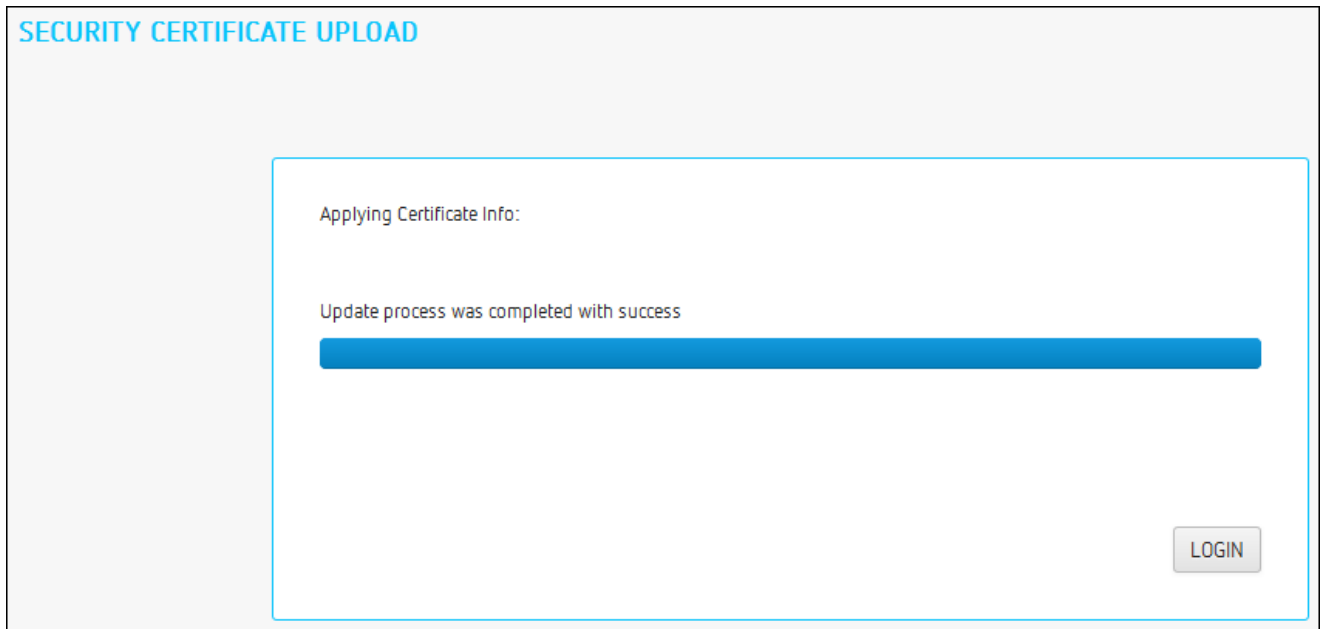 SECURITY CERTIFICATE UPLOAD
Applying Certificate Info:
Update process was completed with success
LOGIN